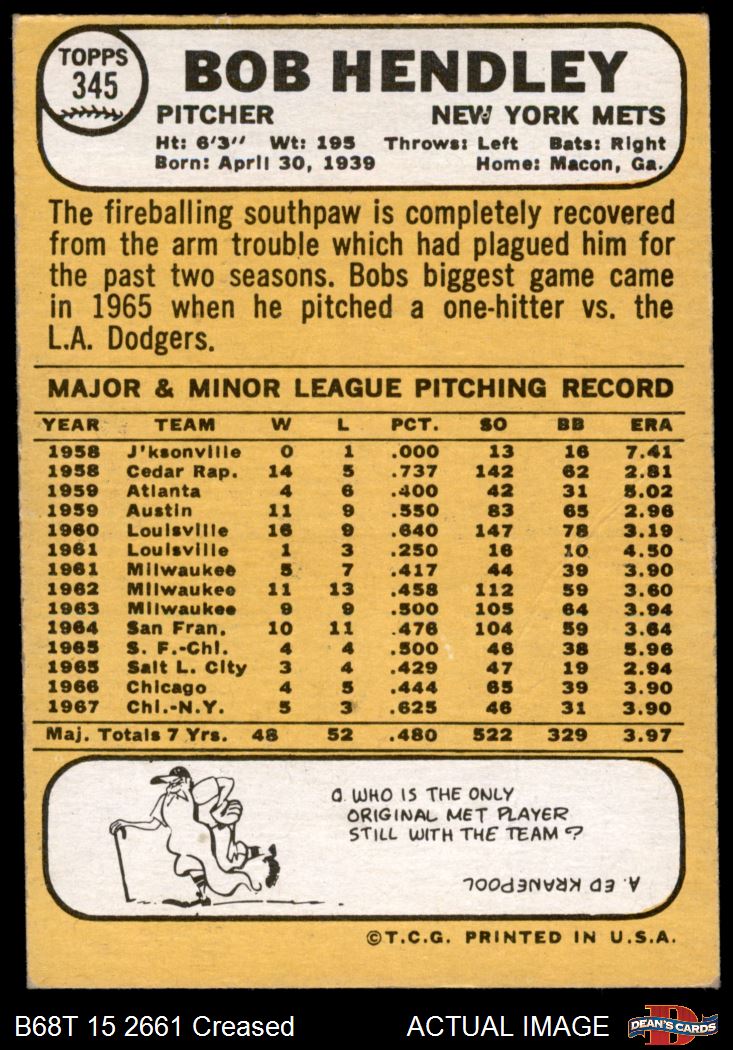 TOPPS
345
BOB HENDLEY
PITCHER NEW YORK METS
Ht: 6'3" Wt: 195 Throws: Left Bats: Right
Born: April 30, 1939 Home: Macon, Ga.
The fireballing southpaw is completely recovered
from the arm trouble which had plagued him for
the past two seasons. Bobs biggest game came
in 1965 when he pitched a one-hitter vs. the
L.A. Dodgers.
MAJOR & MINOR LEAGUE PITCHING RECORD
YEAR TEAM W L PCT. SO BB ERA
1958 J'ksonville 0 1 .000 13 16 7.41
1958 Cedar Rap. 14 5 .737 142 62 2.81
1959 Atlanta 4 6 .400 42 31 5.02
1959 Austin 11 9 .550 83 65 2.96
1960 Louisville 16 9 .640 147 78 3.19
1961 Louisville 1 3 .250 16 10 4.50
1961 Milwaukee 5 7 .417 44 39 3.90
1962 Milwaukee 11 13 .458 112 59 3.60
1963 Milwaukee 9 9 .500 105 64 3.94
1964 San Fran. 10 11 .476 104 59 3.64
1965 S. F.-Chi. 4 4 .500 46 38 5.96
1965 Salt L. City 3 4 .429 47 19 2.94
1966 Chicago 4 5 .444 65 39 3.90
1967 Chi.-N.Y. 5 3 .625 46 31 3.90
Maj. Totals 7 Yrs. 48 52 .480 522 329 3.97
Q. WHO IS THE ONLY
ORIGINAL MET PLAYER
STILL WITH THE TEAM?
A. ED KRANEPOOL
©T.C.G. PRINTED IN U.S.A.
B68T 15 2661 Creased ACTUAL IMAGE DEAN'S CARDS